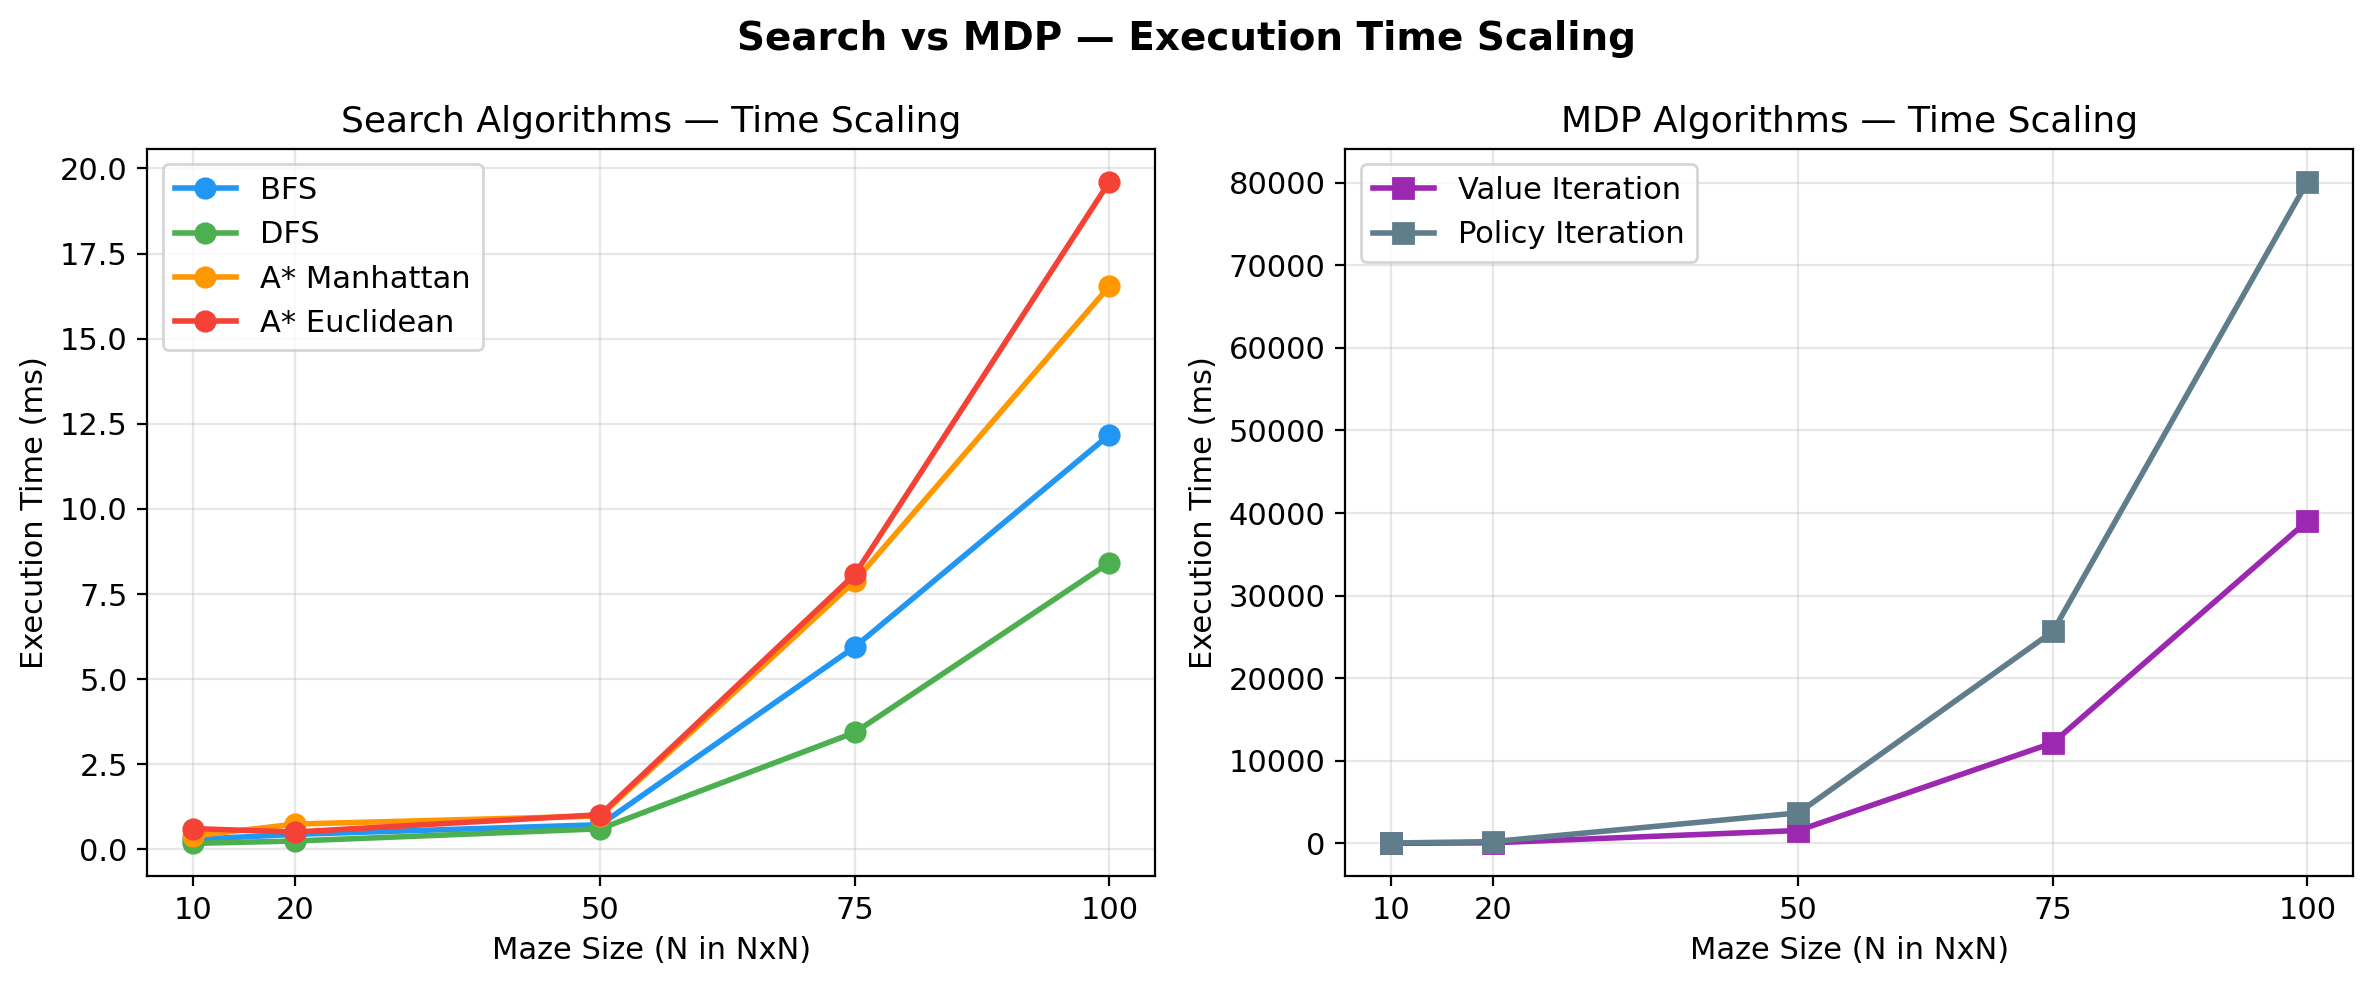 Search vs MDP — Execution Time Scaling
Search Algorithms — Time Scaling
20.0
17.5
15.0
12.5
10.0
7.5
5.0
2.5
0.0
Execution Time (ms)
BFS
DFS
A* Manhattan
A* Euclidean
10 20 50 75 100
Maze Size (N in NxN)
MDP Algorithms — Time Scaling
80000
70000
60000
50000
40000
30000
20000
10000
0
Execution Time (ms)
Value Iteration
Policy Iteration
10 20 50 75 100
Maze Size (N in NxN)